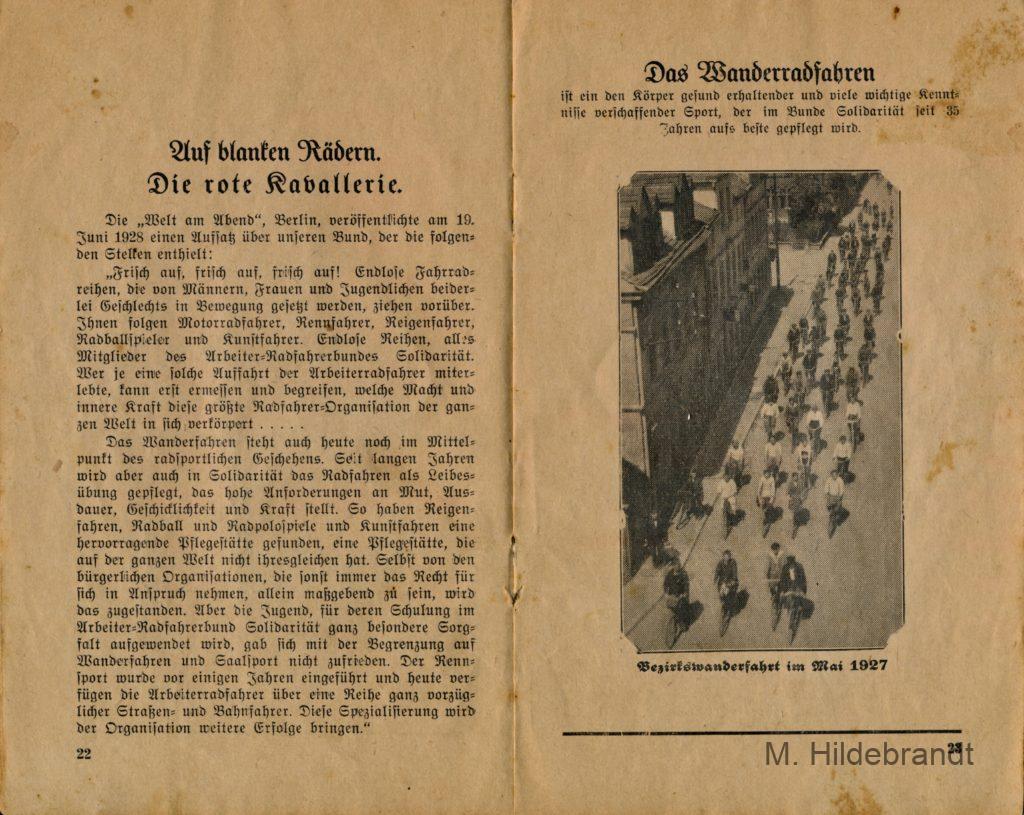 Auf blanken Rädern.
Die rote Kavallerie.
Die „Welt am Abend“, Berlin, veröffentlichte am 19.
Juni 1928 einen Aufsatz über unseren Bund, der die folgen-
den Stellen enthielt:
„Frisch auf, frisch auf, frisch auf! Endlose Fahrrad-
reihen, die von Männern, Frauen und Jugendlichen beider-
lei Geschlechts in Bewegung gesetzt werden, ziehen vorüber.
Ihnen folgen Motorradfahrer, Rennfahrer, Reigenfahrer,
Radballspieler und Kunstfahrer. Endlose Reihen, alles
Mitglieder des Arbeiter-Radfahrerbundes Solidarität.
Wer je eine solche Auffahrt der Arbeiterradfahrer miter-
lebte, kann erst ermessen und begreifen, welche Macht und
innere Kraft diese größte Radfahrer-Organisation der gan-
zen Welt in sich verkörpert . . . . .
Das Wanderfahren steht auch heute noch im Mittel-
punkt des radsportlichen Geschehens. Seit langen Jahren
wird aber auch in Solidarität das Radfahren als Leibes-
übung gepflegt, das hohe Anforderungen an Mut, Aus-
dauer, Geschicklichkeit und Kraft stellt. So haben Reigen-
fahren, Radball und Radpolospiele und Kunstfahren eine
hervorragende Pflegestätte gefunden, eine Pflegestätte, die
auf der ganzen Welt nicht ihresgleichen hat. Selbst von den
bürgerlichen Organisationen, die sonst immer das Recht für
sich in Anspruch nehmen, allein maßgebend zu sein, wird
das zugestanden. Aber die Jugend, für deren Schulung im
Arbeiter-Radfahrerbund Solidarität ganz besondere Sorg-
falt aufgewendet wird, gab sich mit der Begrenzung auf
Wanderfahren und Saalsport nicht zufrieden. Der Renn-
sport wurde vor einigen Jahren eingeführt und heute ver-
fügen die Arbeiterradfahrer über eine Reihe ganz vorzüg-
licher Straßen- und Bahnfahrer. Diese Spezialisierung wird
der Organisation weitere Erfolge bringen.“
22
Das Wanderradfahren
ist ein den Körper gesund erhaltender und viele wichtige Kennt-
nisse verschaffender Sport, der im Bunde Solidarität seit 35
Jahren aufs beste gepflegt wird.
Bezirkswanderfahrt im Mai 1927
23
M. Hildebrandt